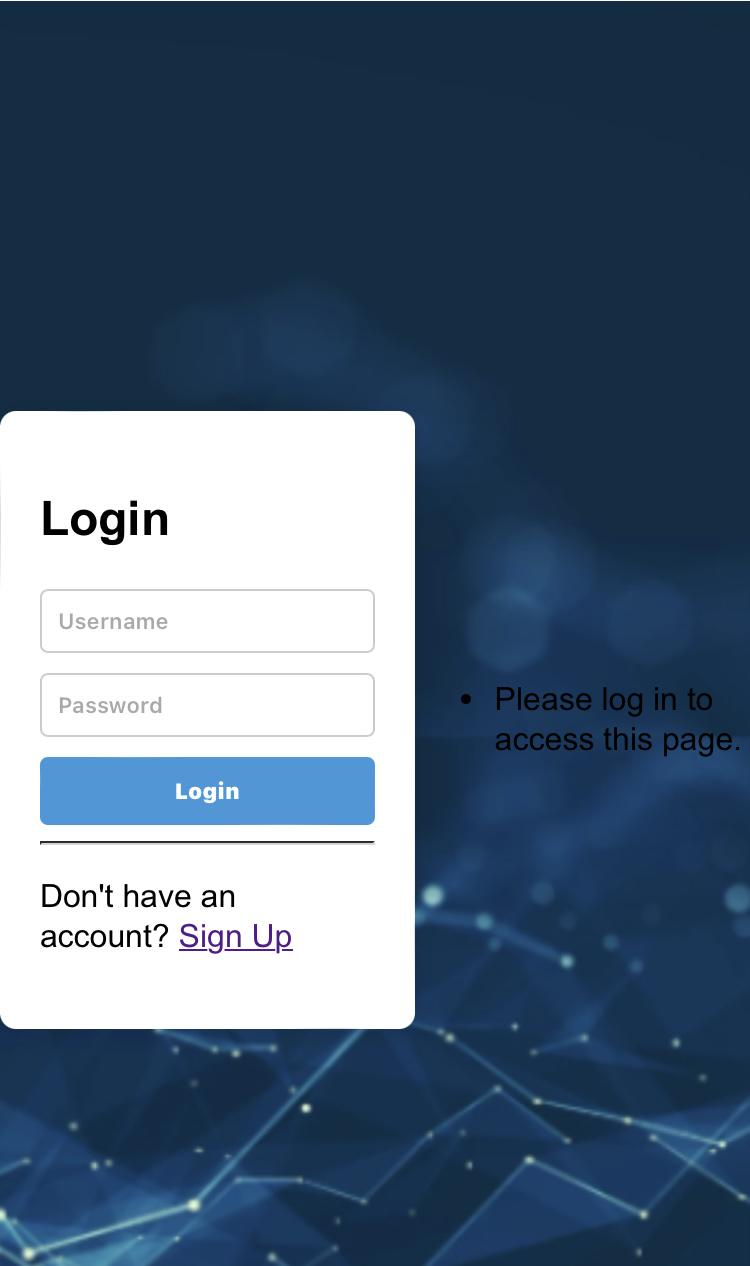 Login
Username
Password
Login
Please log in to
access this page.
Don't have an
account? Sign Up